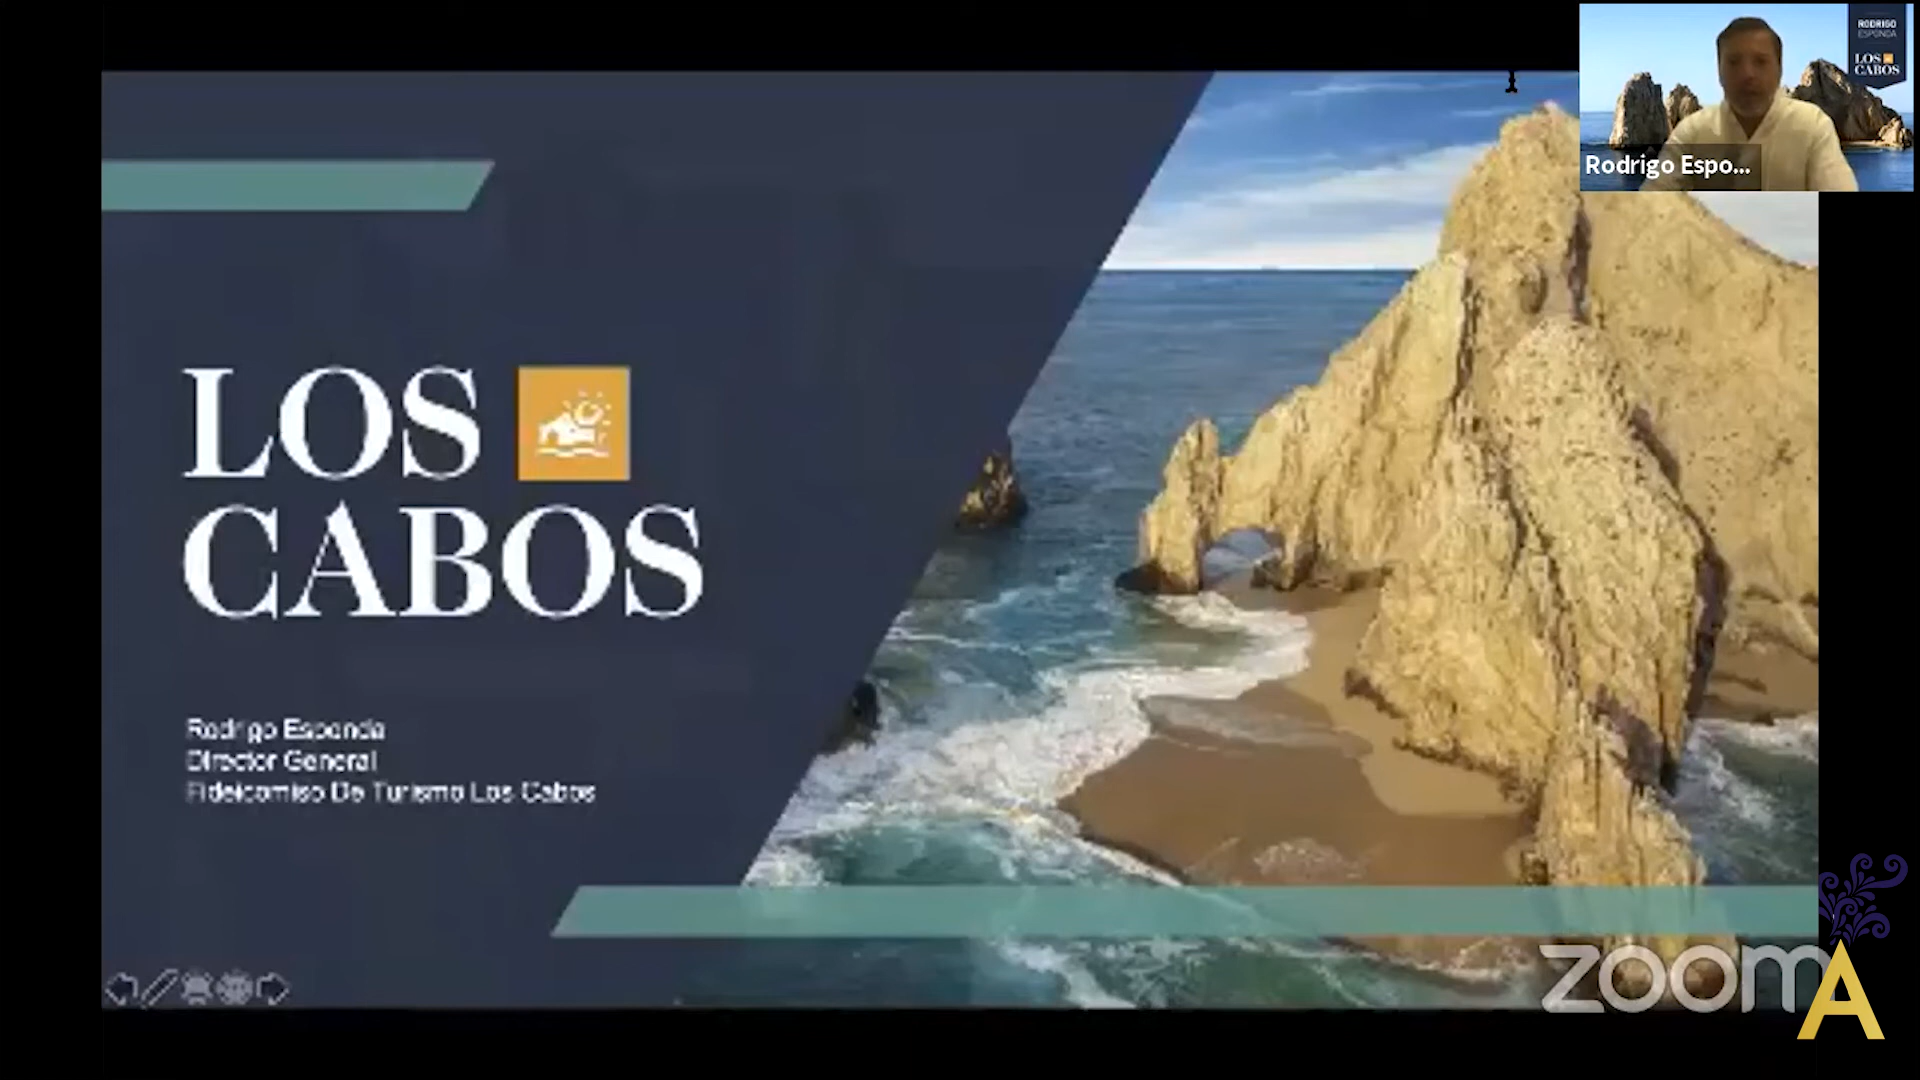 RODRIGO
ESPONDA
LOS
CABOS
Rodrigo Espo...
LOS
CABOS
Rodrigo Esponda
Director General
Fideicomiso De Turismo Los Cabos
zoom
A